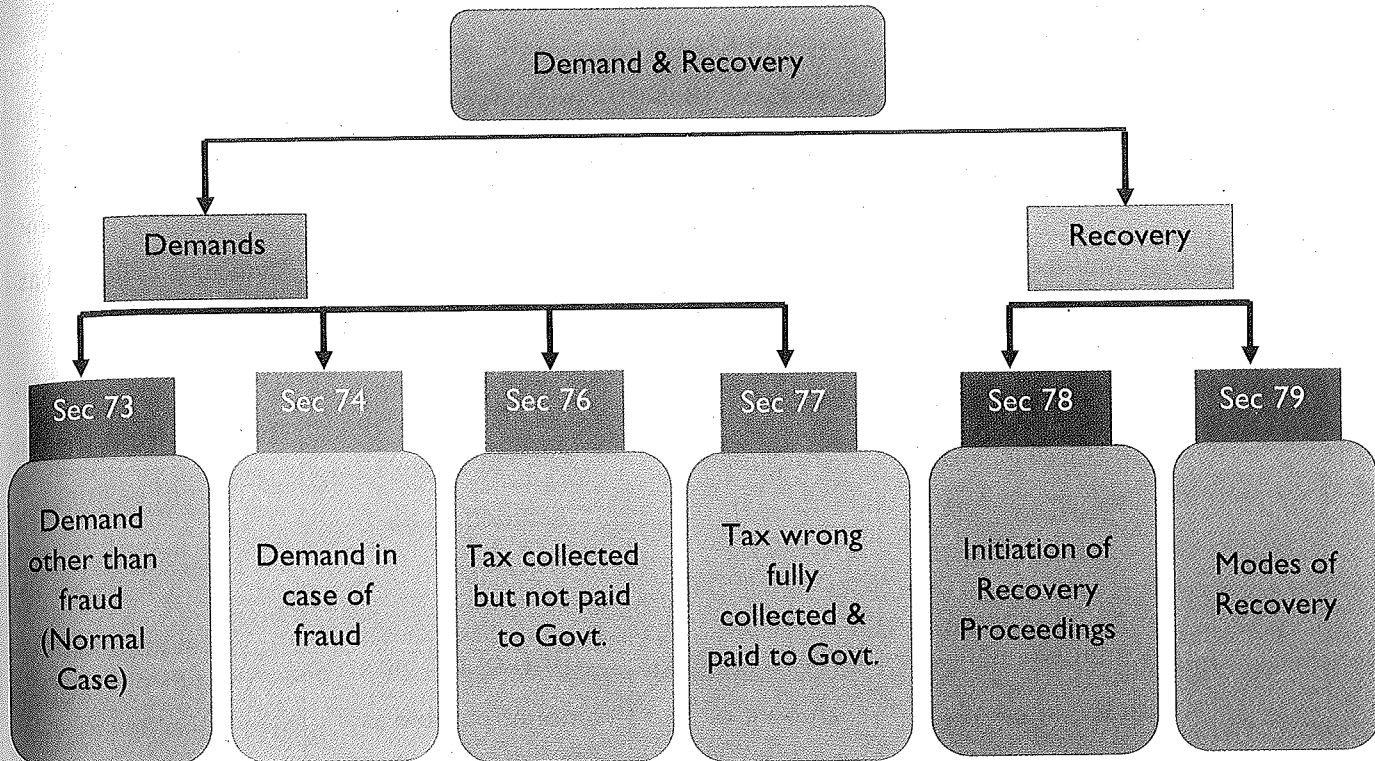 Demand & Recovery
Demands
Recovery
Sec 73
Sec 74
Sec 76
Sec 77
Sec 78
Sec 79
Demand
other than
fraud
(Normal
Case)
Demand in
case of
fraud
Tax collected
but not paid
to Govt.
Tax wrong
fully
collected &
paid to Govt.
Initiation of
Recovery
Proceedings
Modes of
Recovery